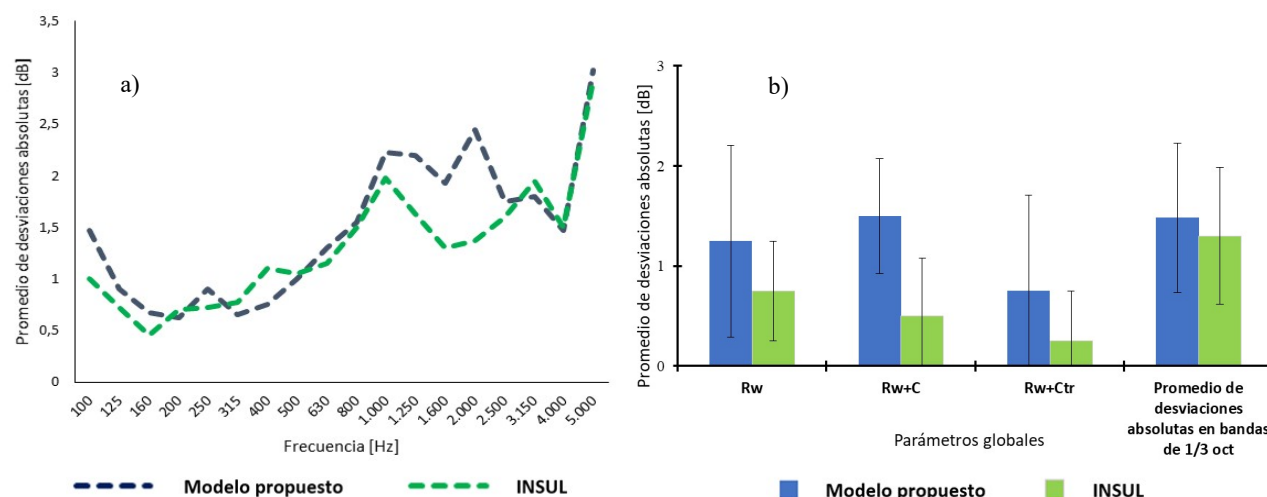 a)
Promedio de desviaciones absolutas [dB]
3,5
3
2,5
2
1,5
1
0,5
0
100
125
160
200
250
315
400
500
630
800
1.000
1.250
1.600
2.000
2.500
3.150
4.000
5.000
Frecuencia [Hz]
Modelo propuesto
INSUL
b)
Promedio de desviaciones absolutas [dB]
3
2
1
0
Rw
Rw+C
Rw+Ctr
Promedio de
desviaciones
absolutas en bandas
de 1/3 oct
Parámetros globales
Modelo propuesto
INSUL